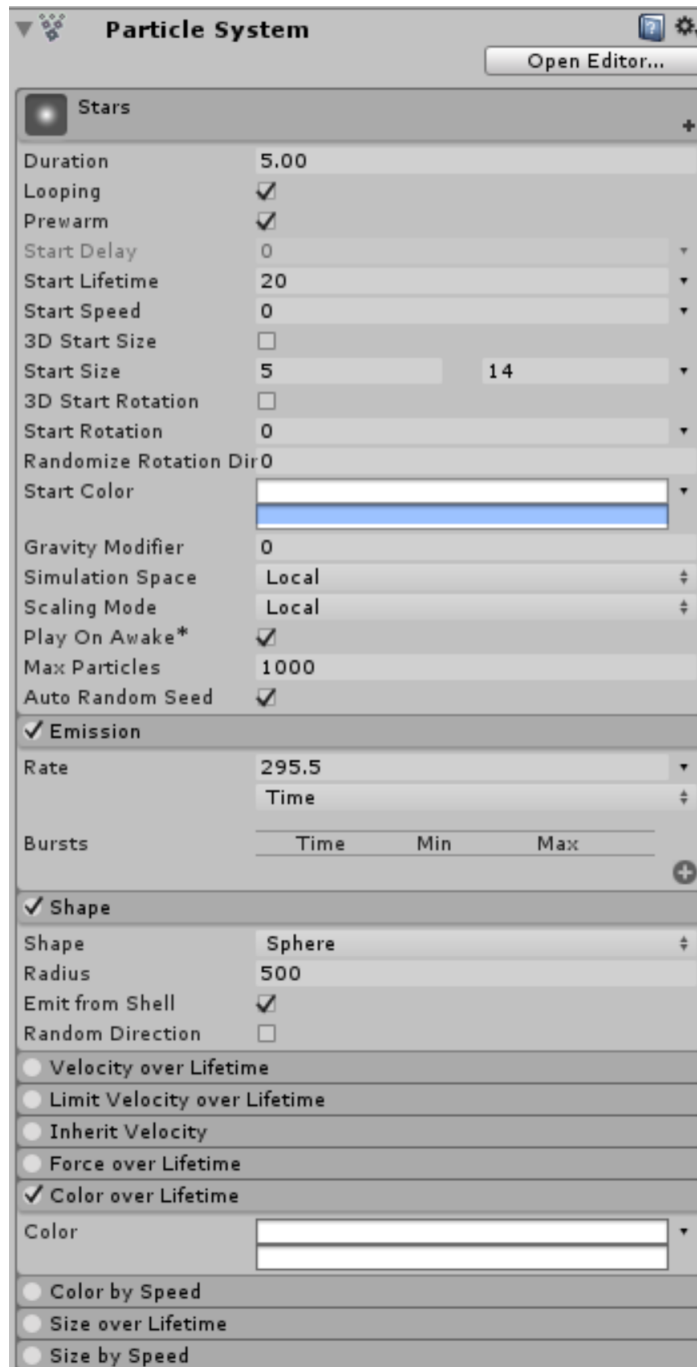 Particle System
Open Editor...
Stars
Duration 5.00
Looping
Prewarm
Start Delay 0
Start Lifetime 20
Start Speed 0
3D Start Size
Start Size 5 14
3D Start Rotation
Start Rotation 0
Randomize Rotation Dir 0
Start Color
Gravity Modifier 0
Simulation Space Local
Scaling Mode Local
Play On Awake*
Max Particles 1000
Auto Random Seed
Emission
Rate 295.5
Time
Bursts Time Min Max
Shape
Shape Sphere
Radius 500
Emit from Shell
Random Direction
Velocity over Lifetime
Limit Velocity over Lifetime
Inherit Velocity
Force over Lifetime
Color over Lifetime
Color
Color by Speed
Size over Lifetime
Size by Speed